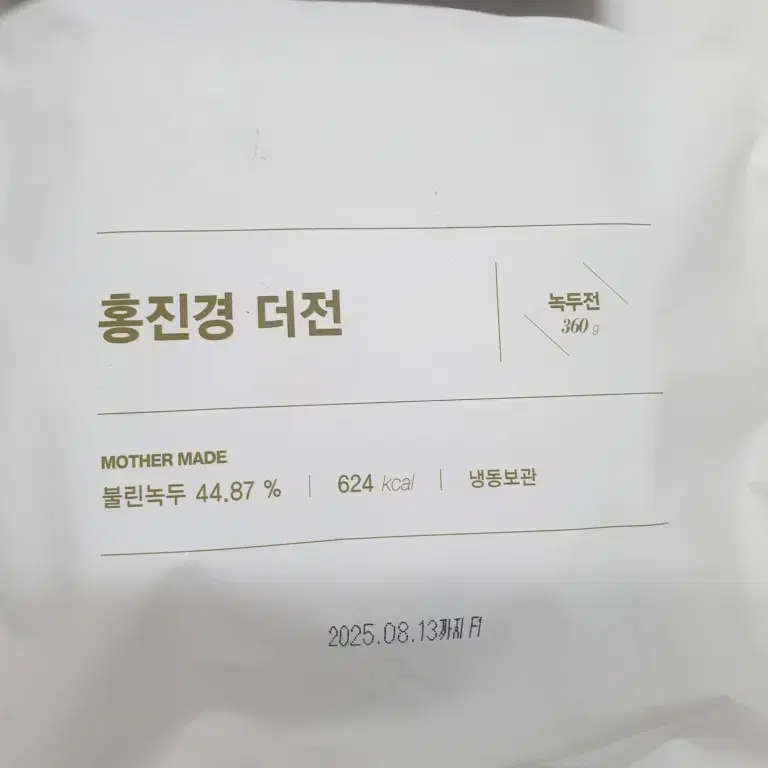 홍진경 더전
녹두전
360 g
MOTHER MADE
불린녹두 44.87 % | 624 kcal | 냉동보관
2025.08.13까지 F1